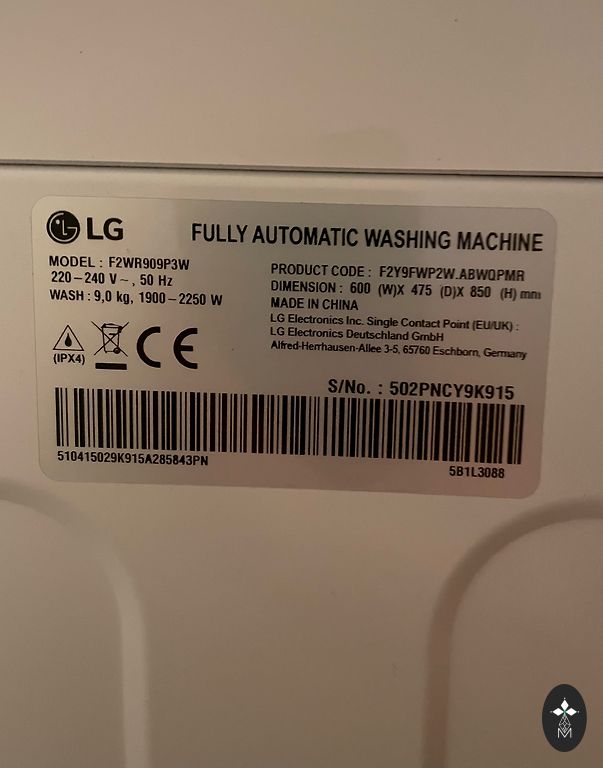 LG
FULLY AUTOMATIC WASHING MACHINE
MODEL : F2WR909P3W
220-240 V~, 50 Hz
WASH : 9,0 kg, 1900-2250 W
(IPX4)
CE
PRODUCT CODE : F2Y9FWP2W.ABWQPMR
DIMENSION : 600 (W)X 475 (D)X 850 (H) mm
MADE IN CHINA
LG Electronics Inc. Single Contact Point (EU/UK) :
LG Electronics Deutschland GmbH
Alfred-Herrhausen-Allee 3-5, 65760 Eschborn, Germany
S/No. : 502PNCY9K915
510415029K915A285843PN
5B1L3088